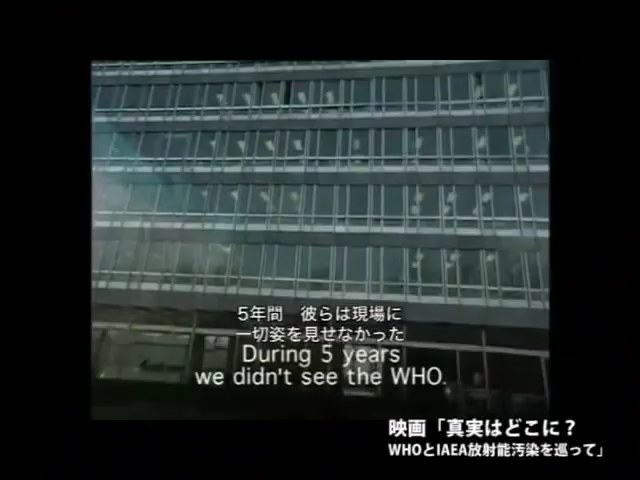 5年間　彼らは現場に
一切姿を見せなかった
During 5 years
we didn't see the WHO.
映画「真実はどこに？
WHOとIAEA放射能汚染を巡って」